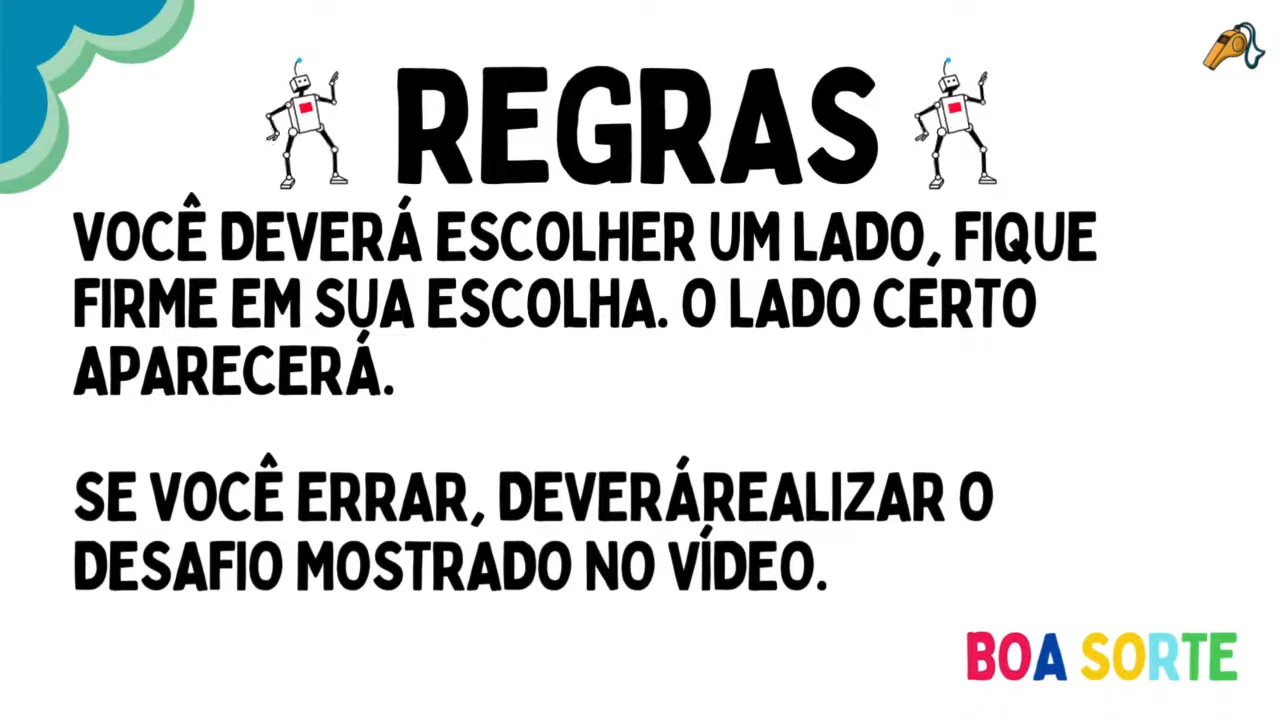 REGRAS
VOCÊ DEVERÁ ESCOLHER UM LADO, FIQUE
FIRME EM SUA ESCOLHA. O LADO CERTO
APARECERÁ.
SE VOCÊ ERRAR, DEVERÁREALIZAR O
DESAFIO MOSTRADO NO VÍDEO.
BOA SORTE